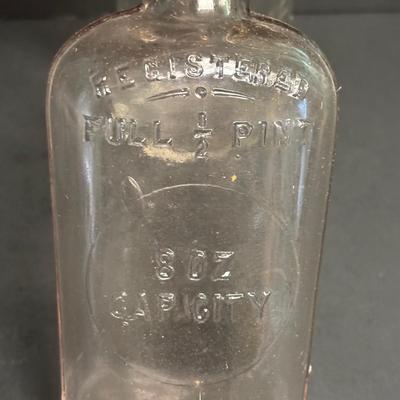 REGISTERED
FULL 1/2 PINT
8 OZ
CAPACITY